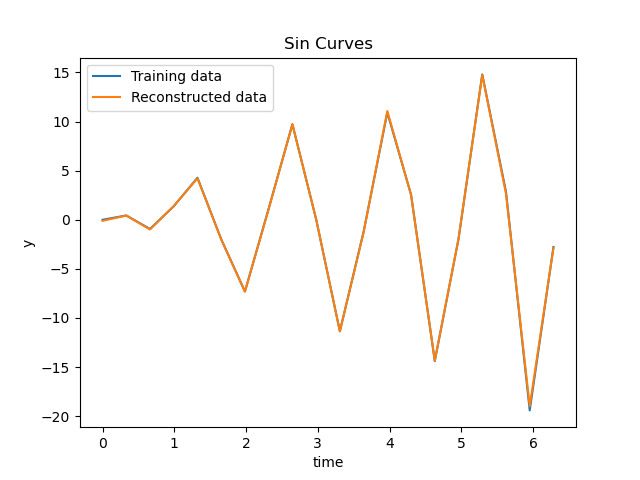 Sin Curves
Training data
Reconstructed data
15
10
5
0
−5
−10
−15
−20
y
0 1 2 3 4 5 6
time